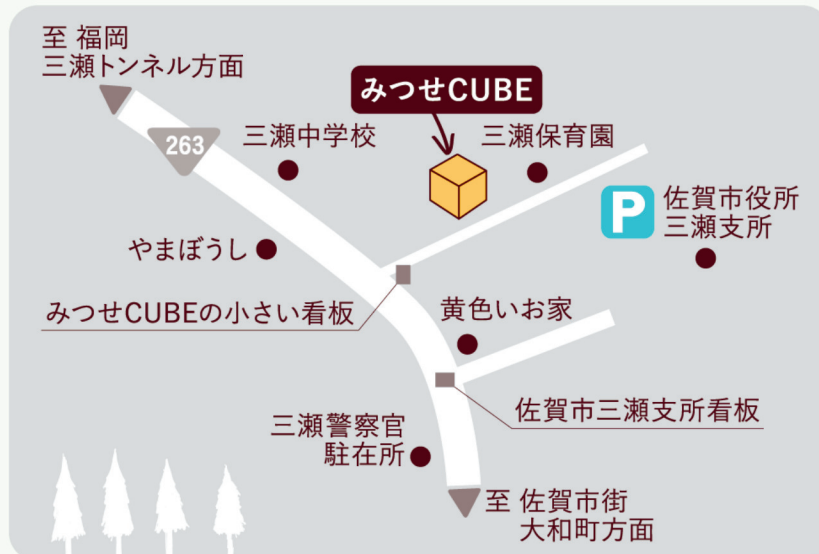 至 福岡
三瀬トンネル方面
みつせCUBE
263
三瀬中学校
三瀬保育園
P
佐賀市役所
三瀬支所
やまぼうし
みつせCUBEの小さい看板
黄色いお家
佐賀市三瀬支所看板
三瀬警察官
駐在所
至 佐賀市街
大和町方面